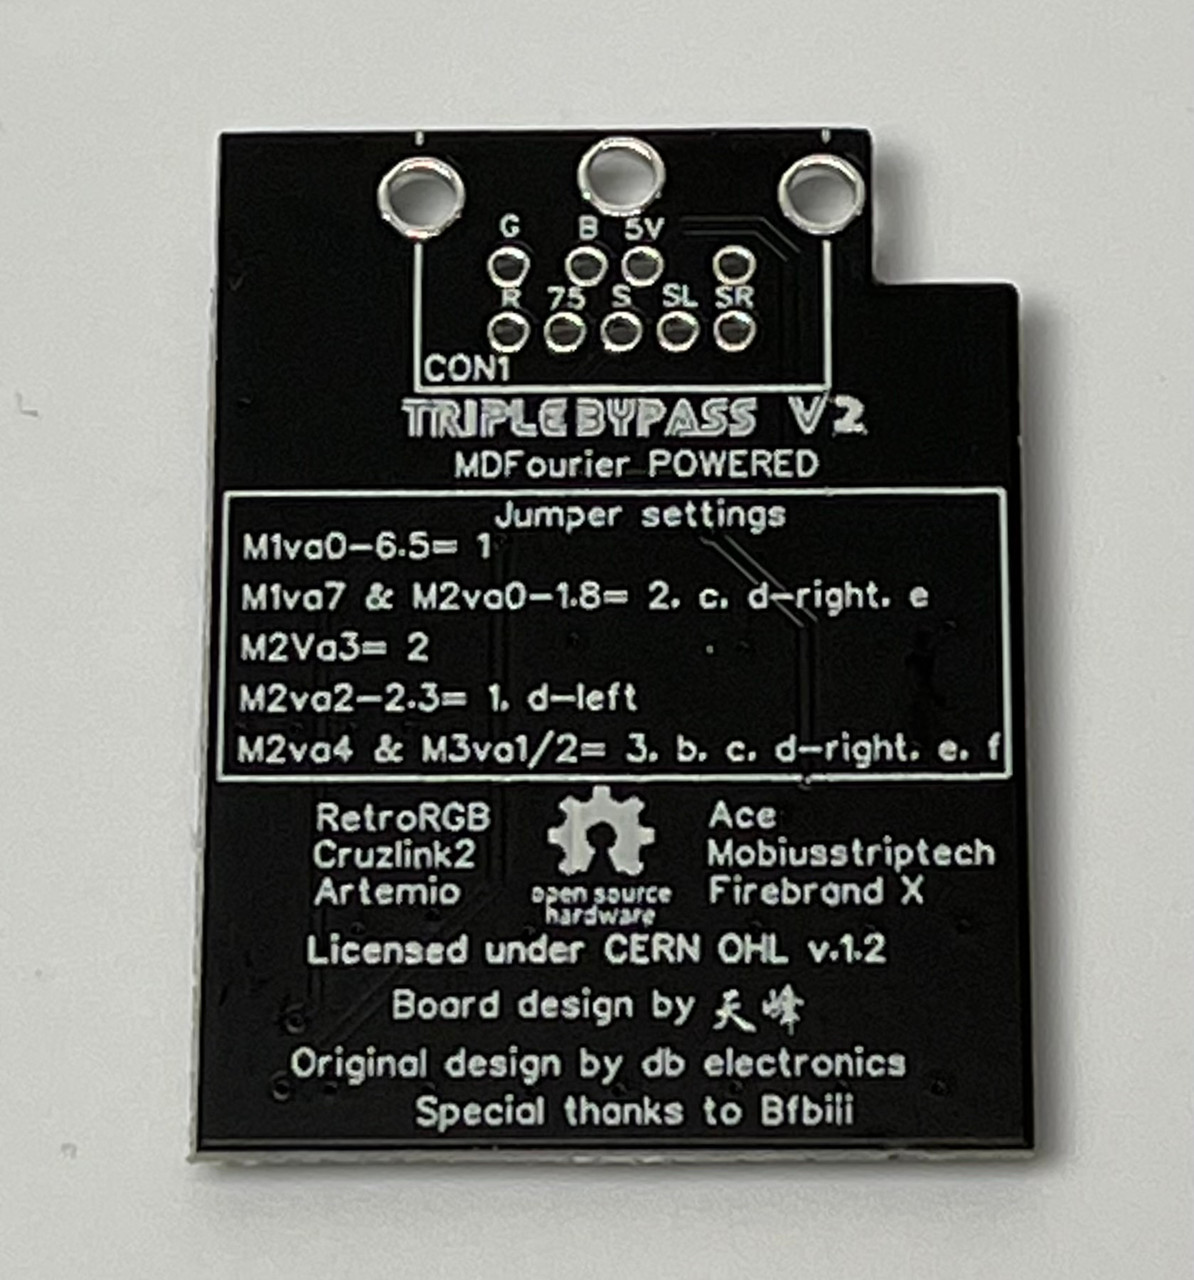 G B 5V
R 75 S SL SR
CON1
TRIPLE BYPASS V2
MDFourier POWERED
Jumper settings
M1va0-6.5= 1
M1va7 & M2va0-1.8= 2. c. d-right. e
M2Va3= 2
M2va2-2.3= 1. d-left
M2va4 & M3va1/2= 3. b. c. d-right. e. f
RetroRGB
Cruzlink2
Artemio
open source
hardware
Ace
Mobiusstriptech
Firebrand X
Licensed under CERN OHL v.1.2
Board design by 天峰
Original design by db electronics
Special thanks to Bfbiii